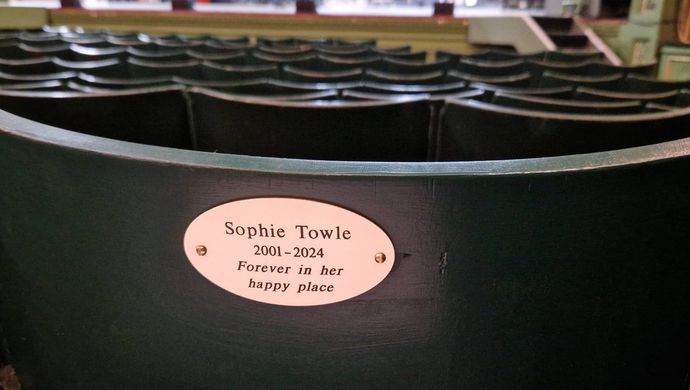 Sophie Towle
2001–2024
Forever in her
happy place